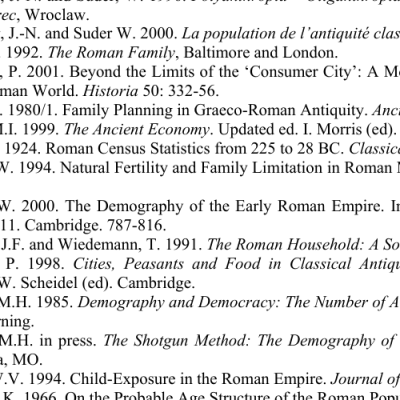 rec, Wroclaw.
, J.-N. and Suder W. 2000. La population de l'antiquité clas
. 1992. The Roman Family, Baltimore and London.
, P. 2001. Beyond the Limits of the 'Consumer City': A M
man World. Historia 50: 332-56.
. 1980/1. Family Planning in Graeco-Roman Antiquity. Anc
M.I. 1999. The Ancient Economy. Updated ed. I. Morris (ed).
1924. Roman Census Statistics from 225 to 28 BC. Classic
W. 1994. Natural Fertility and Family Limitation in Roman M
W. 2000. The Demography of the Early Roman Empire. In
11. Cambridge. 787-816.
J.F. and Wiedemann, T. 1991. The Roman Household: A So
P. 1998. Cities, Peasants and Food in Classical Antiqu
W. Scheidel (ed). Cambridge.
M.H. 1985. Demography and Democracy: The Number of A
rning.
M.H. in press. The Shotgun Method: The Demography of
a, MO.
V.V. 1994. Child-Exposure in the Roman Empire. Journal of
K. 1966. On the Probable Age Structure of the Roman Popu